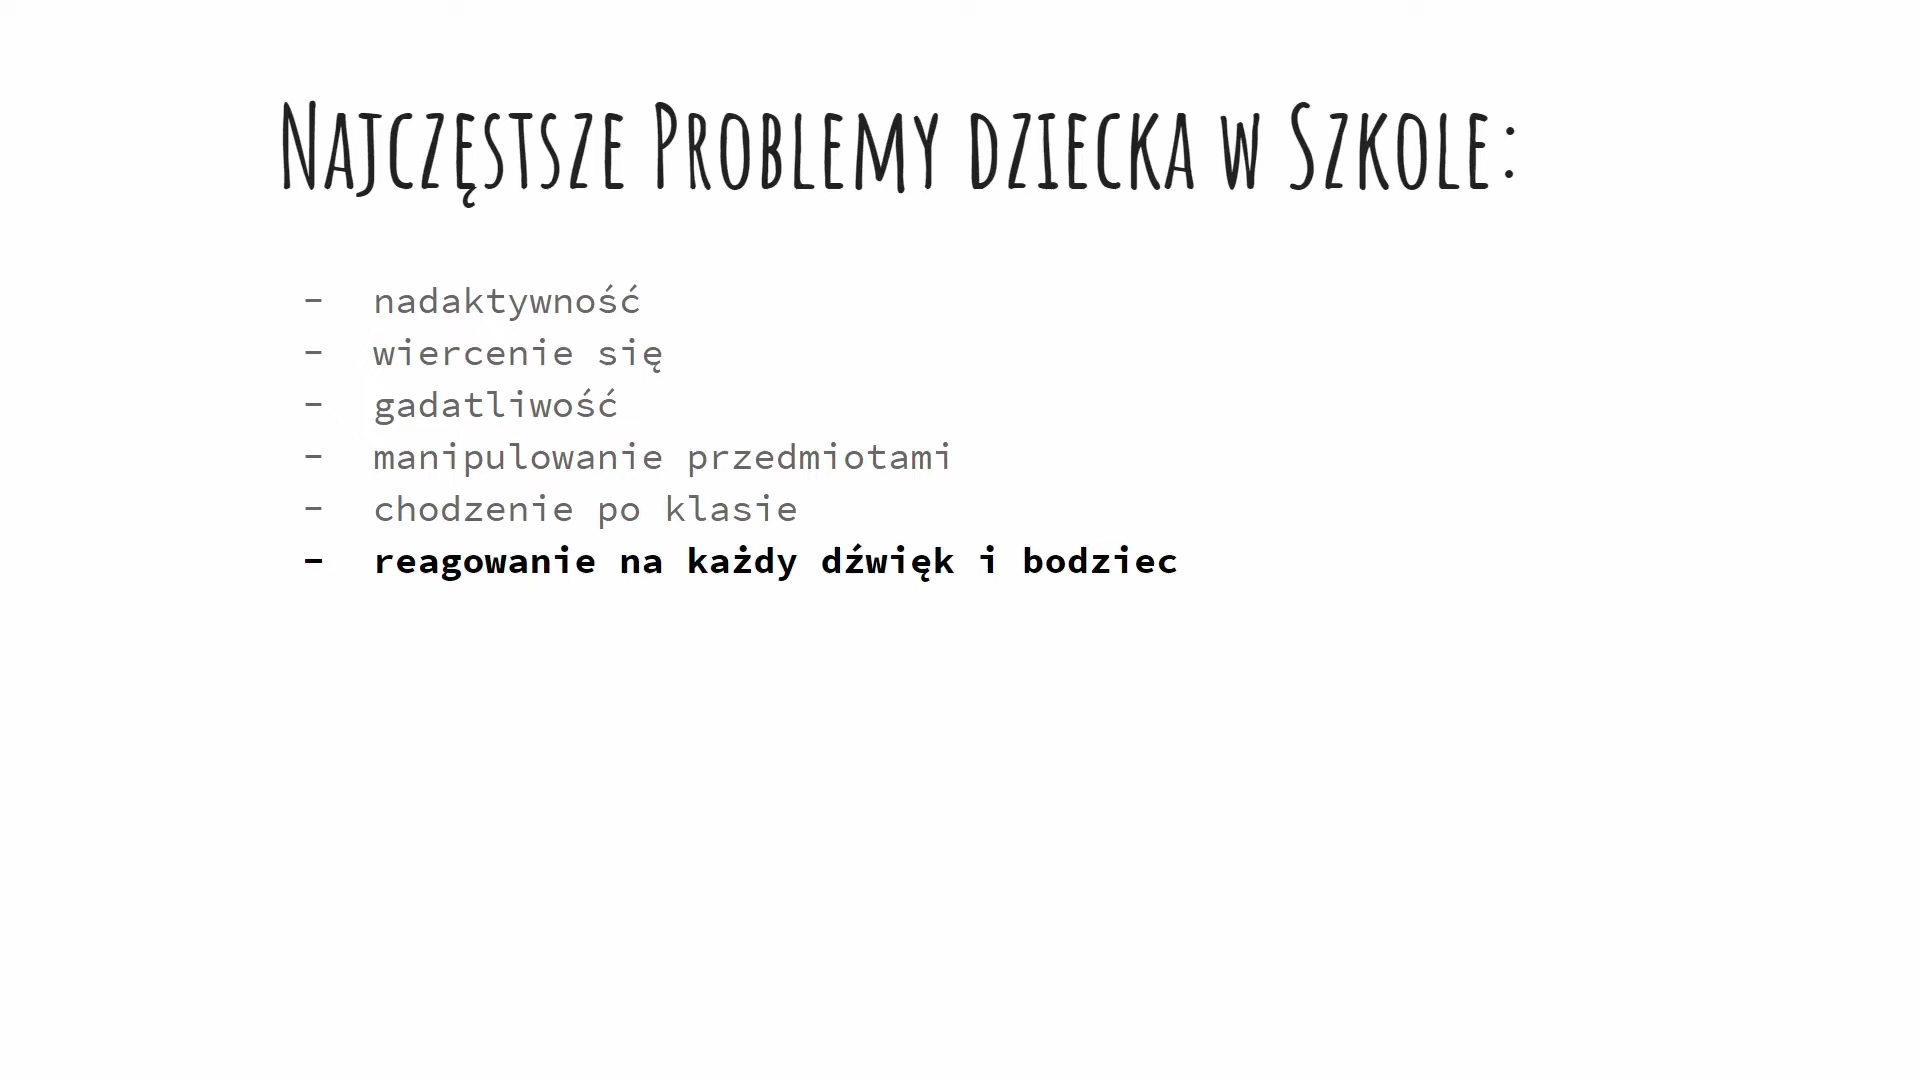 Najczęstsze Problemy dziecka w Szkole:
- nadaktywność
- wiercenie się
- gadatliwość
- manipulowanie przedmiotami
- chodzenie po klasie
- reagowanie na każdy dźwięk i bodziec